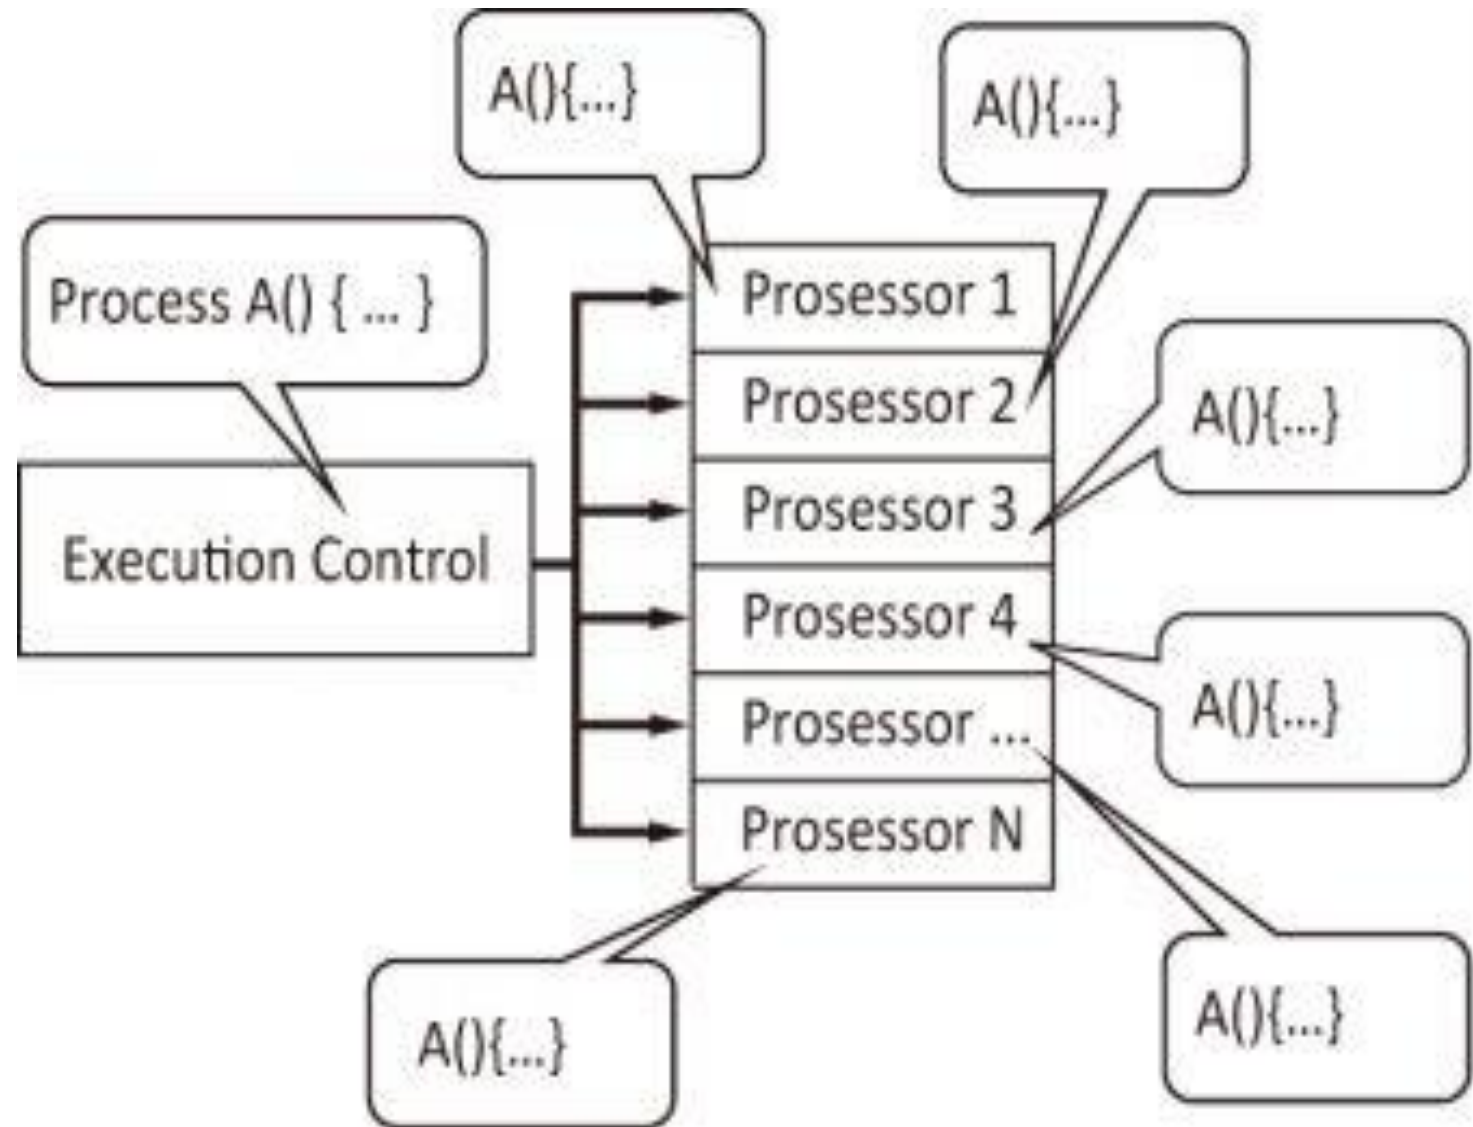 A(){...}
A(){...}
Process A() { ... }
Prosessor 1
Prosessor 2
A(){...}
Prosessor 3
Execution Control
Prosessor 4
A(){...}
Prosessor ...
Prosessor N
A(){...}
A(){...}